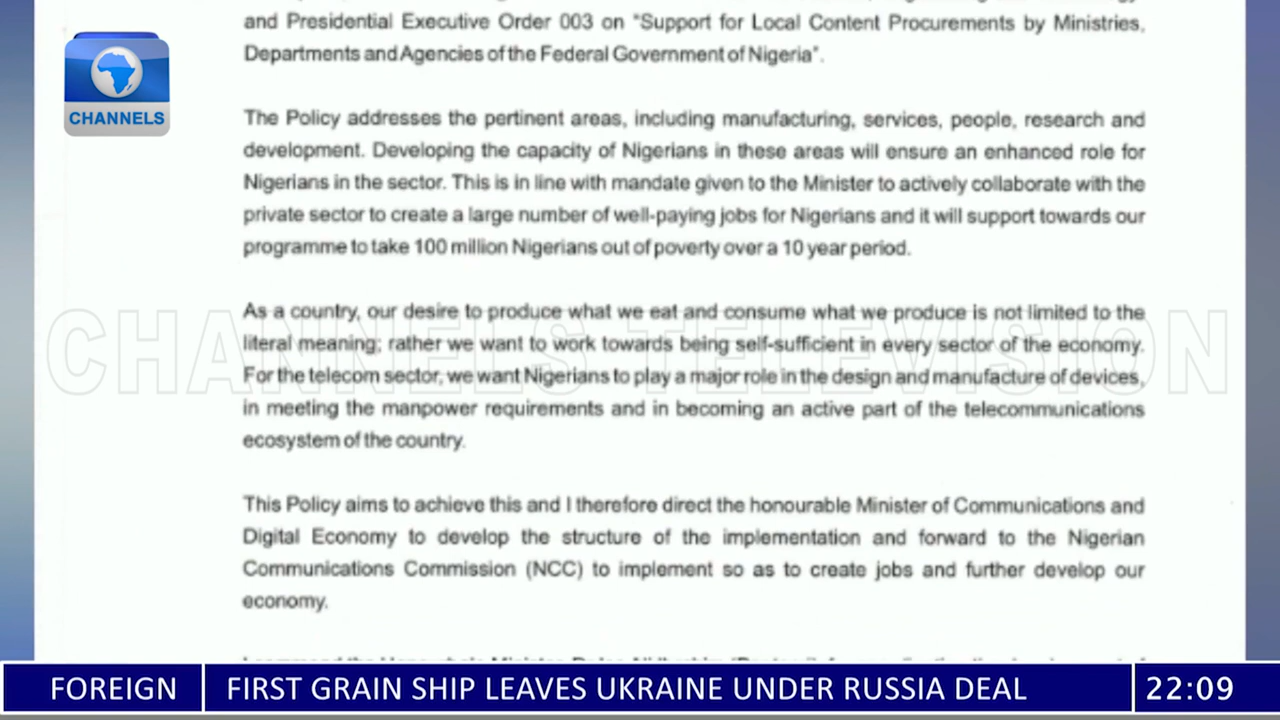 and Presidential Executive Order 003 on "Support for Local Content Procurements by Ministries,
Departments and Agencies of the Federal Government of Nigeria".
CHANNELS
The Policy addresses the pertinent areas, including manufacturing, services, people, research and
development. Developing the capacity of Nigerians in these areas will ensure an enhanced role for
Nigerians in the sector. This is in line with mandate given to the Minister to actively collaborate with the
private sector to create a large number of well-paying jobs for Nigerians and it will support towards our
programme to take 100 million Nigerians out of poverty over a 10 year period.
As a country, our desire to produce what we eat and consume what we produce is not limited to the
literal meaning; rather we want to work towards being self-sufficient in every sector of the economy.
CHANNELS TELEVISION
For the telecom sector, we want Nigerians to play a major role in the design and manufacture of devices,
in meeting the manpower requirements and in becoming an active part of the telecommunications
ecosystem of the country.
This Policy aims to achieve this and I therefore direct the honourable Minister of Communications and
Digital Economy to develop the structure of the implementation and forward to the Nigerian
Communications Commission (NCC) to implement so as to create jobs and further develop our
economy.
FOREIGN FIRST GRAIN SHIP LEAVES UKRAINE UNDER RUSSIA DEAL 22:09